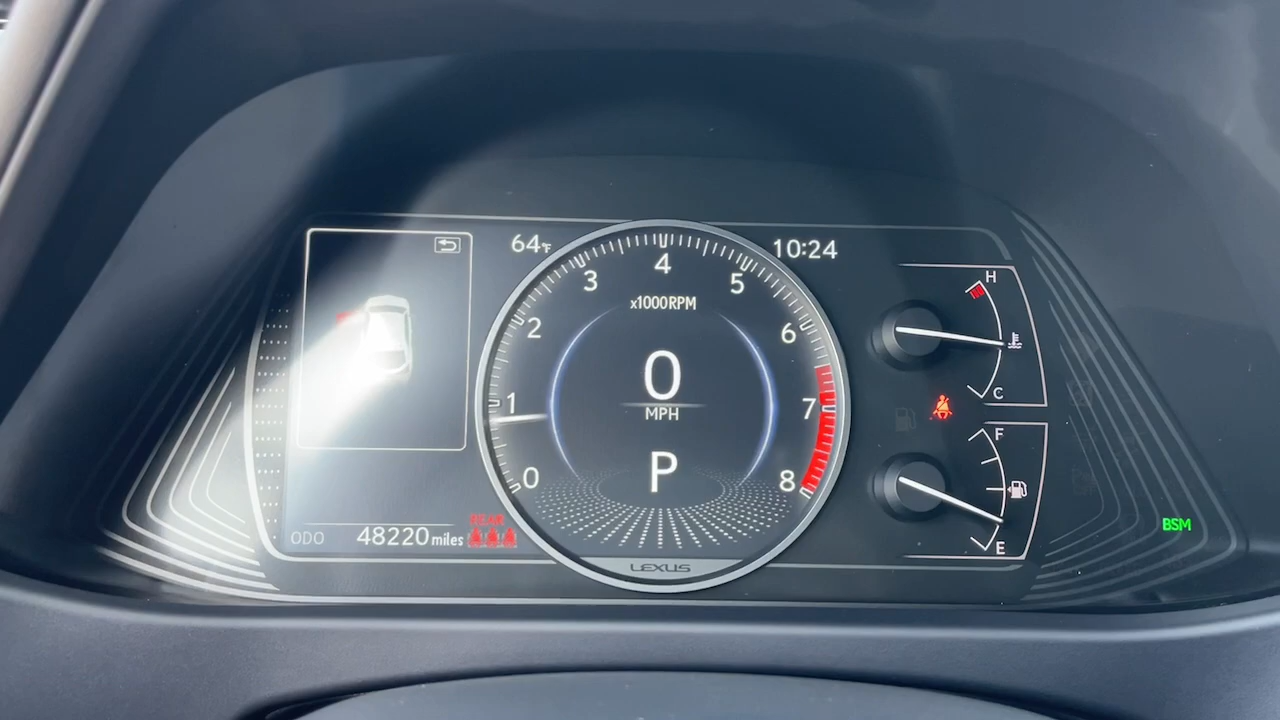 64°F
10:24
4
3
5
x1000RPM
2
6
0
MPH
1
7
P
0
8
H
C
F
E
REAR
ODO 48220 miles
BSM
LEXUS